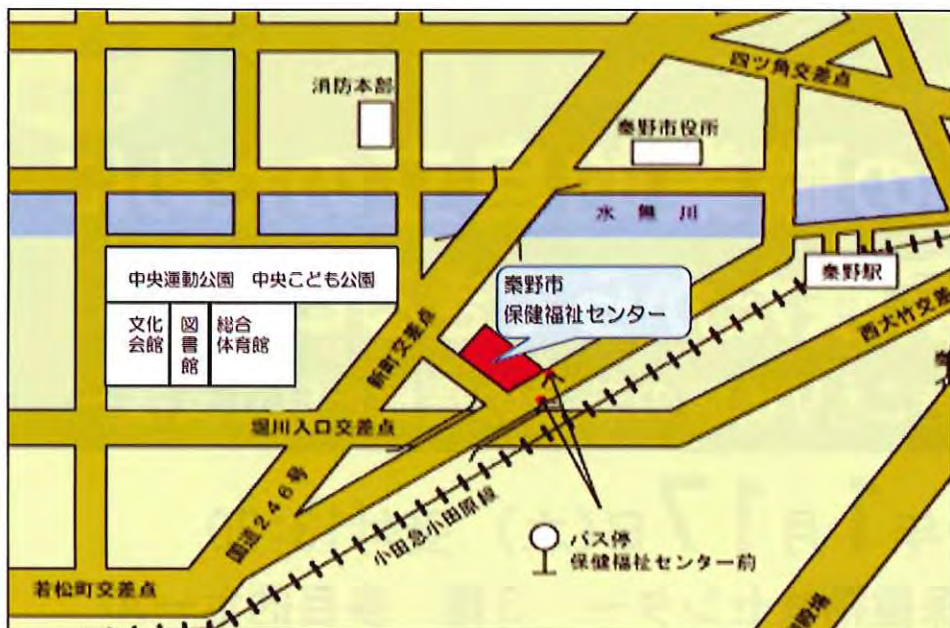 四ツ角交差点
消防本部
秦野市役所
水無川
中央運動公園 中央こども公園
秦野市
保健福祉センター
秦野駅
文化
会館
図書館
総合
体育館
新町交差点
西大竹交差点
堀川入口交差点
国道246号
小田急小田原線
バス停
保健福祉センター前
若松町交差点